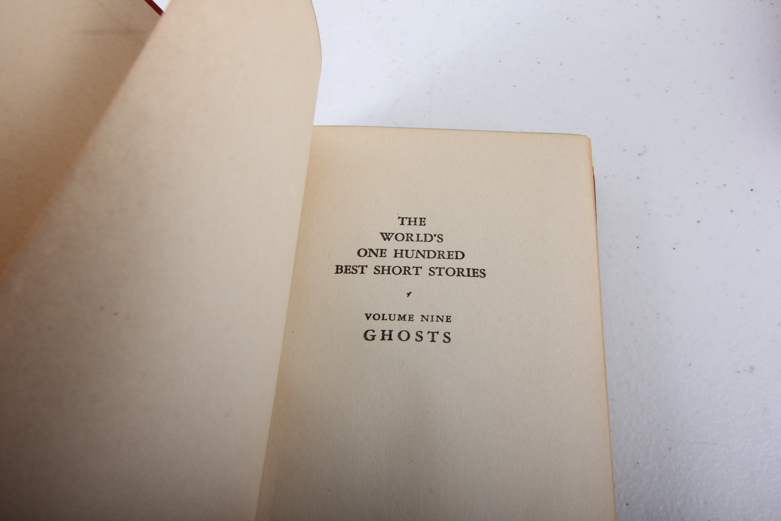 THE
WORLD'S
ONE HUNDRED
BEST SHORT STORIES
VOLUME NINE
GHOSTS